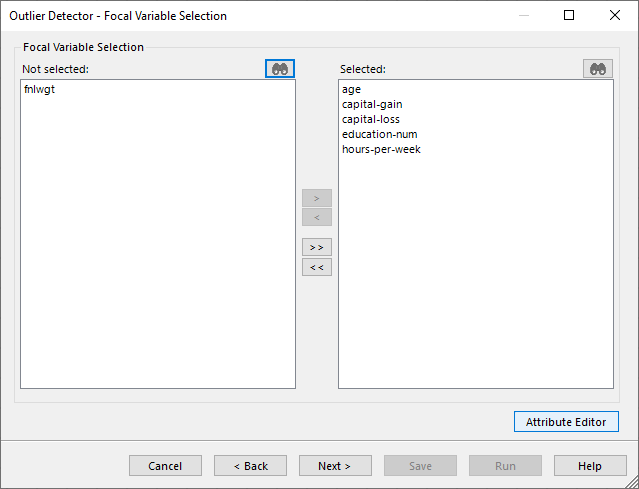 Outlier Detector - Focal Variable Selection
Focal Variable Selection
Not selected:
Selected:
fnlwgt
age
capital-gain
capital-loss
education-num
hours-per-week
>
<
>>
<<
Attribute Editor
Cancel
< Back
Next >
Save
Run
Help